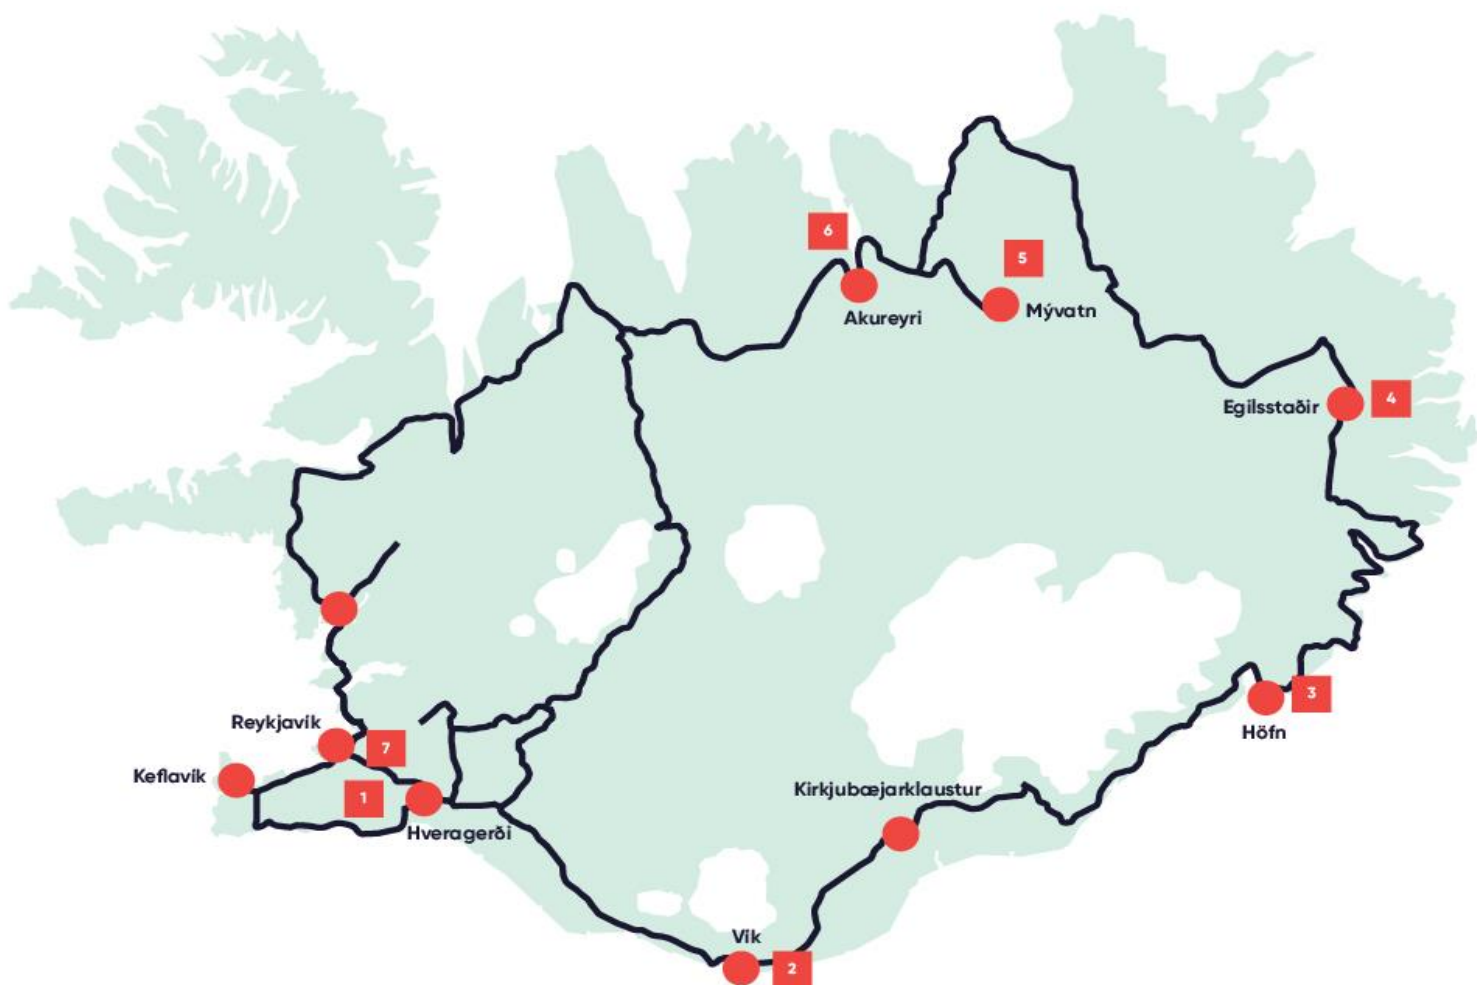 6
5
Akureyri
Mývatn
4
Egilsstaðir
3
Höfn
Reykjavík
7
Keflavík
1
Kirkjubæjarklaustur
Hveragerði
Vík
2